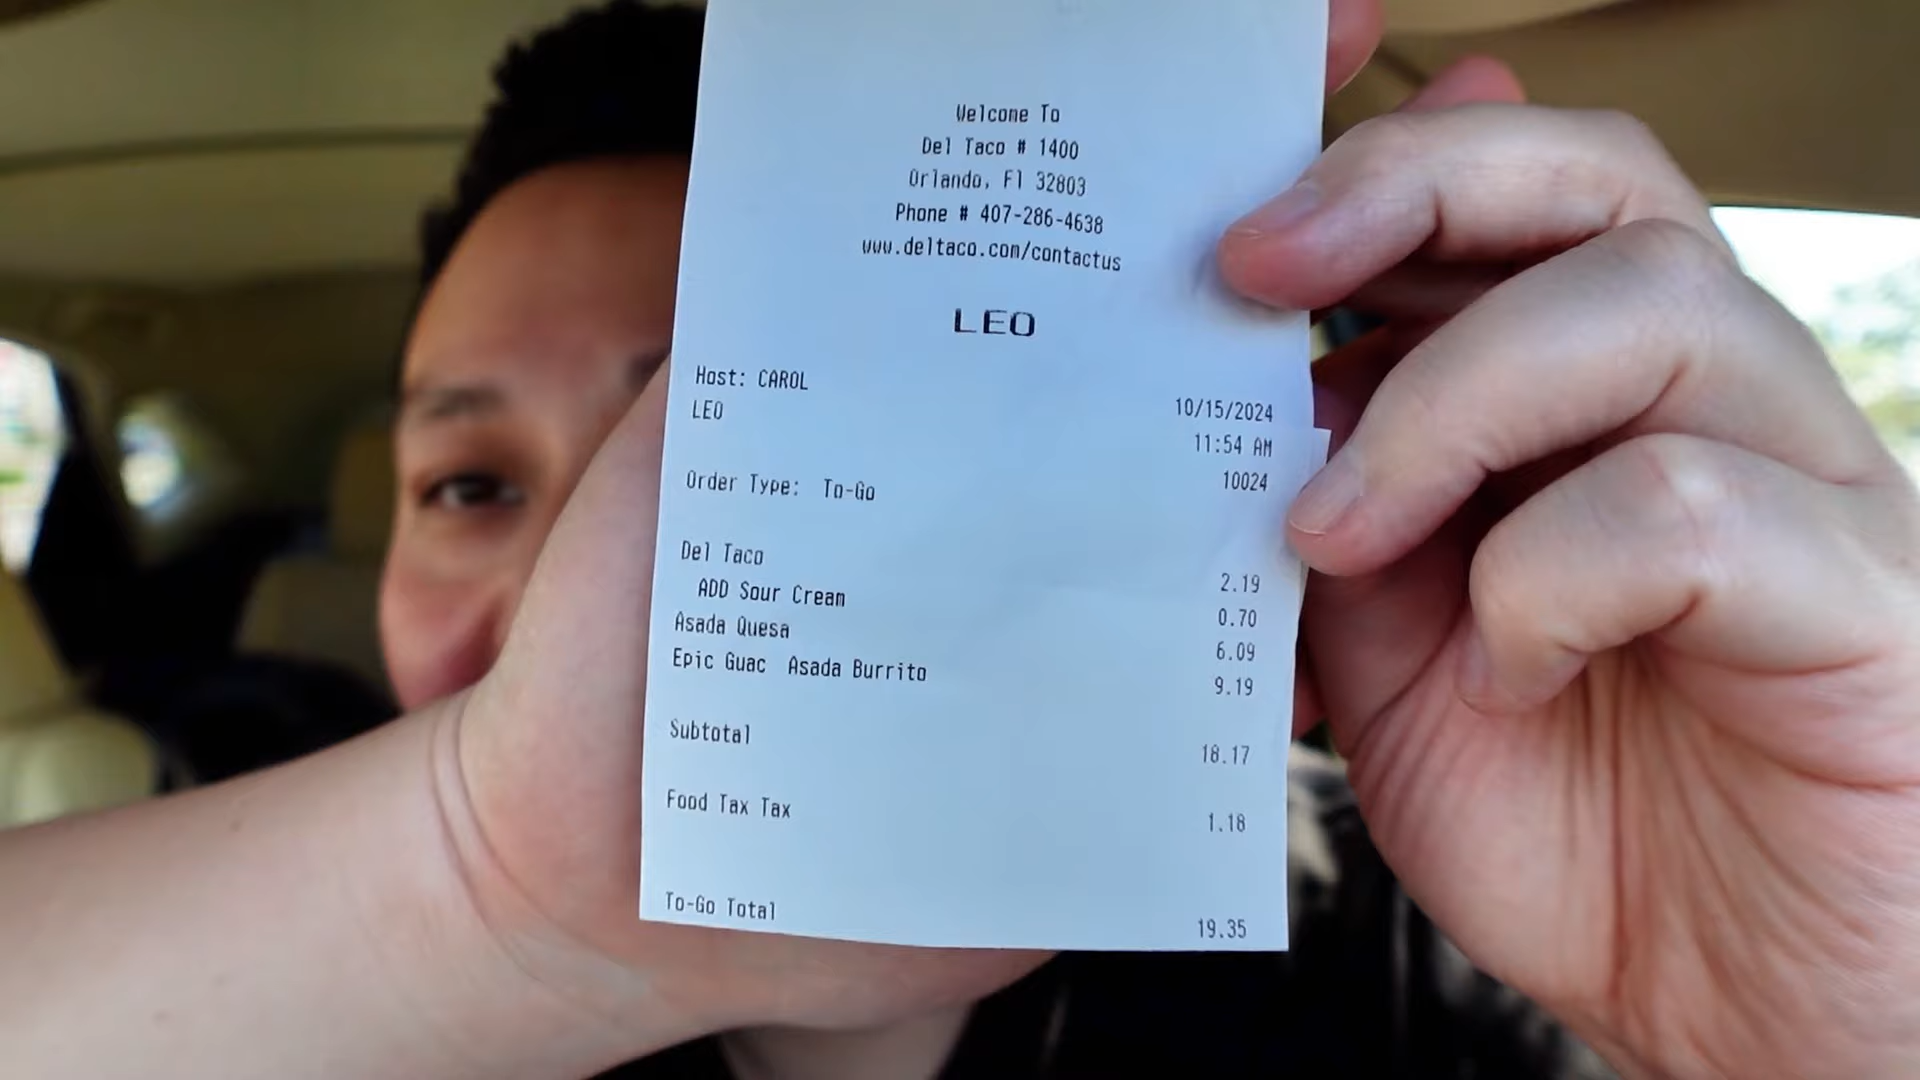 Welcome To
Del Taco # 1400
Orlando, Fl 32803
Phone # 407-286-4638
www.deltaco.com/contactus
LEO
Host: CAROL 10/15/2024
LEO 11:54 AM
10024
Order Type: To-Go
Del Taco 2.19
ADD Sour Cream 0.70
Asada Quesa 6.09
Epic Guac Asada Burrito 9.19
Subtotal 18.17
Food Tax Tax 1.18
To-Go Total 19.35